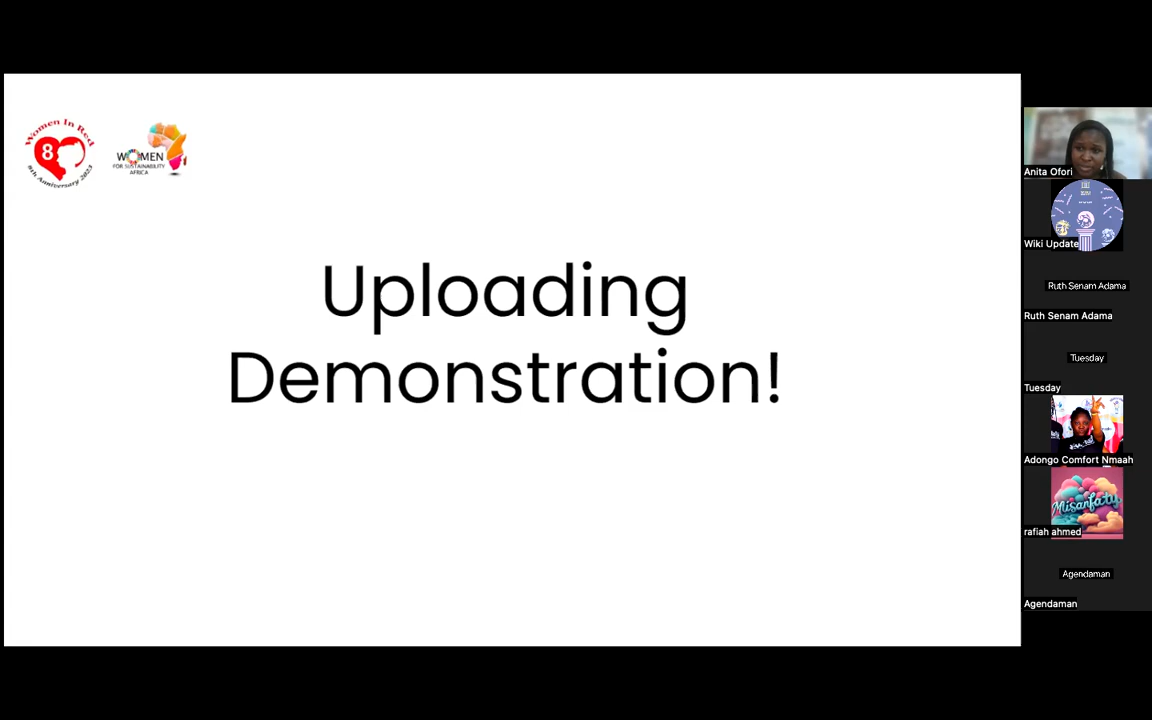 Women In Red
8
8th Anniversary 2023
WOMEN
FOR SUSTAINABILITY
AFRICA
Uploading
Demonstration!
Anita Ofori
Wiki Update
Ruth Senam Adama
Ruth Senam Adama
Tuesday
Tuesday
Adongo Comfort Nmaah
Misanfaty
rafiah ahmed
Agendaman
Agendaman